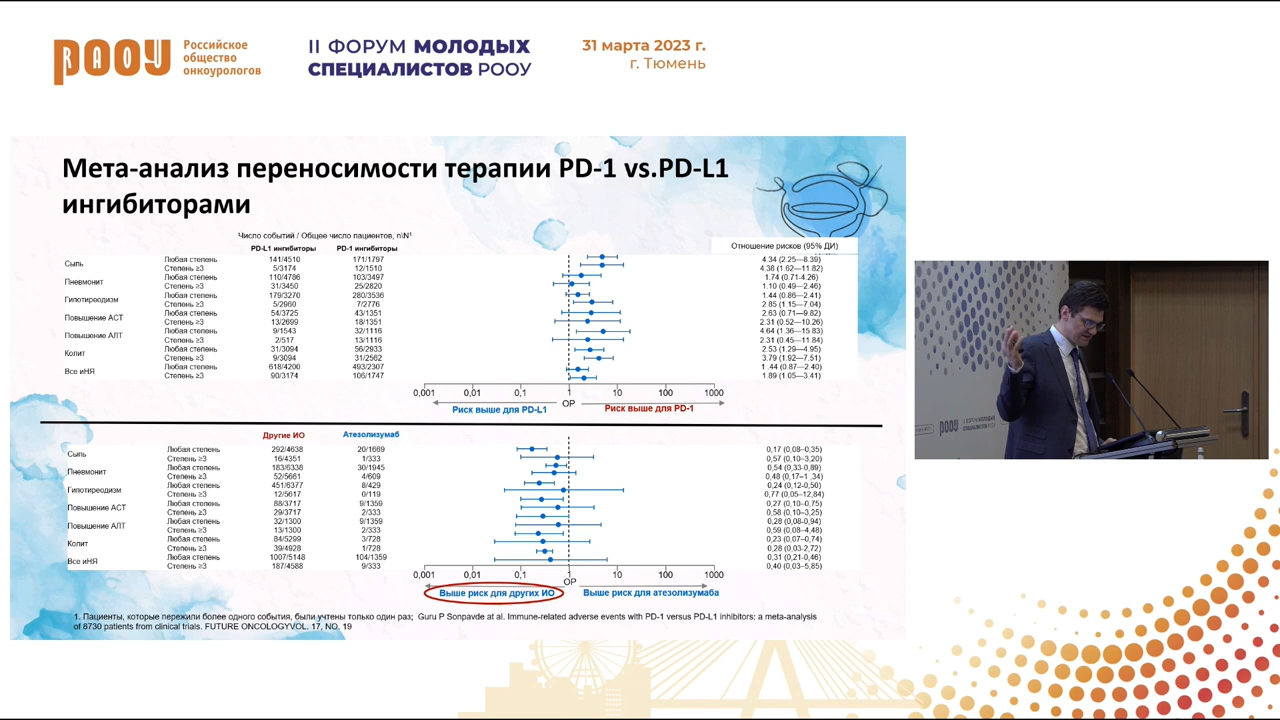 РООУ
RAOU
Российское
общество
онкоурологов
II ФОРУМ МОЛОДЫХ
СПЕЦИАЛИСТОВ РООУ
31 марта 2023 г.
г. Тюмень
Мета-анализ переносимости терапии PD-1 vs.PD-L1
ингибиторами
Число событий / Общее число пациентов, n\N¹
PD-L1 ингибиторы PD-1 ингибиторы Отношение рисков (95% ДИ)
Сыпь Любая степень 141/4510 171/1797 4.34 (2.25—8.39)
Степень ≥3 5/3174 12/1510 4.38 (1.62—11.82)
Пневмонит Любая степень 110/4786 103/3497 1.74 (0.71-4.26)
Степень ≥3 31/3450 25/2820 1.10 (0.49—2.46)
Гипотиреодизм Любая степень 179/3270 280/3536 1.44 (0.86—2.41)
Степень ≥3 5/2960 7/2776 2.85 (1.15—7.04)
Повышение АСТ Любая степень 54/3725 43/1351 2.63 (0.71—9.82)
Степень ≥3 13/2699 18/1351 2.31 (0.52—10.26)
Повышение АЛТ Любая степень 9/1543 32/1116 4.64 (1.36—15.83)
Степень ≥3 2/517 13/1116 2.31 (0.45—11.84)
Колит Любая степень 31/3094 56/2933 2.53 (1.29—4.95)
Степень ≥3 9/3094 31/2562 3.79 (1.92—7.51)
Все иНЯ Любая степень 618/4200 493/2307 1.44 (0.87—2.40)
Степень ≥3 90/3174 106/1747 1.89 (1.05—3.41)
0,001 0,01 0,1 1 10 100 1000
Риск выше для PD-L1 ОР Риск выше для PD-1
Другие ИО Атезолизумаб
Сыпь Любая степень 292/4638 20/1669 0,17 (0,08–0,35)
Степень ≥3 16/4351 1/333 0,57 (0,10–3,20)
Пневмонит Любая степень 183/6338 30/1945 0,54 (0,33-0,89)
Степень ≥3 52/5661 4/609 0,48 (0,17–1,34)
Гипотиреодизм Любая степень 451/6377 8/429 0,24 (0,12-0,50)
Степень ≥3 12/5617 0/119 0,77 (0,05–12,84)
Повышение АСТ Любая степень 88/3717 9/1359 0,27 (0,10–0,75)
Степень ≥3 29/3717 2/333 0,58 (0,10–3,25)
Повышение АЛТ Любая степень 32/1300 9/1359 0,28 (0,08-0,94)
Степень ≥3 13/1300 2/333 0,59 (0,08–4,48)
Колит Любая степень 84/5299 3/728 0,23 (0,07–0,74)
Степень ≥3 39/4928 1/728 0,28 (0,03-2,72)
Все иНЯ Любая степень 1007/5148 104/1359 0,31 (0,21-0,46)
Степень ≥3 187/4588 9/333 0,40 (0,03–5,85)
0,001 0,01 0,1 1 10 100 1000
Выше риск для других ИО ОР Выше риск для атезолизумаба
1. Пациенты, которые пережили более одного события, были учтены только один раз; Guru P Sonpavde at al. Immune-related adverse events with PD-1 versus PD-L1 inhibitors: a meta-analysis
of 8730 patients from clinical trials. FUTURE ONCOLOGYVOL. 17, NO. 19
РООУ